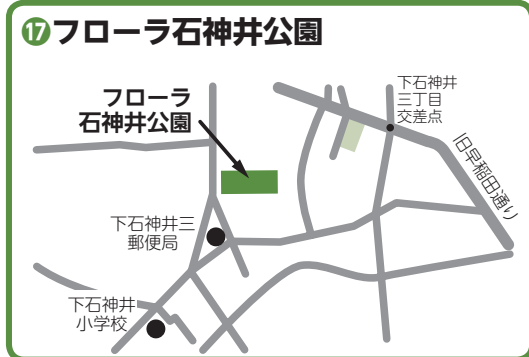 ⑰フローラ石神井公園
フローラ
石神井公園
下石神井
三丁目
交差点
旧早稲田通り
下石神井三
郵便局
下石神井
小学校